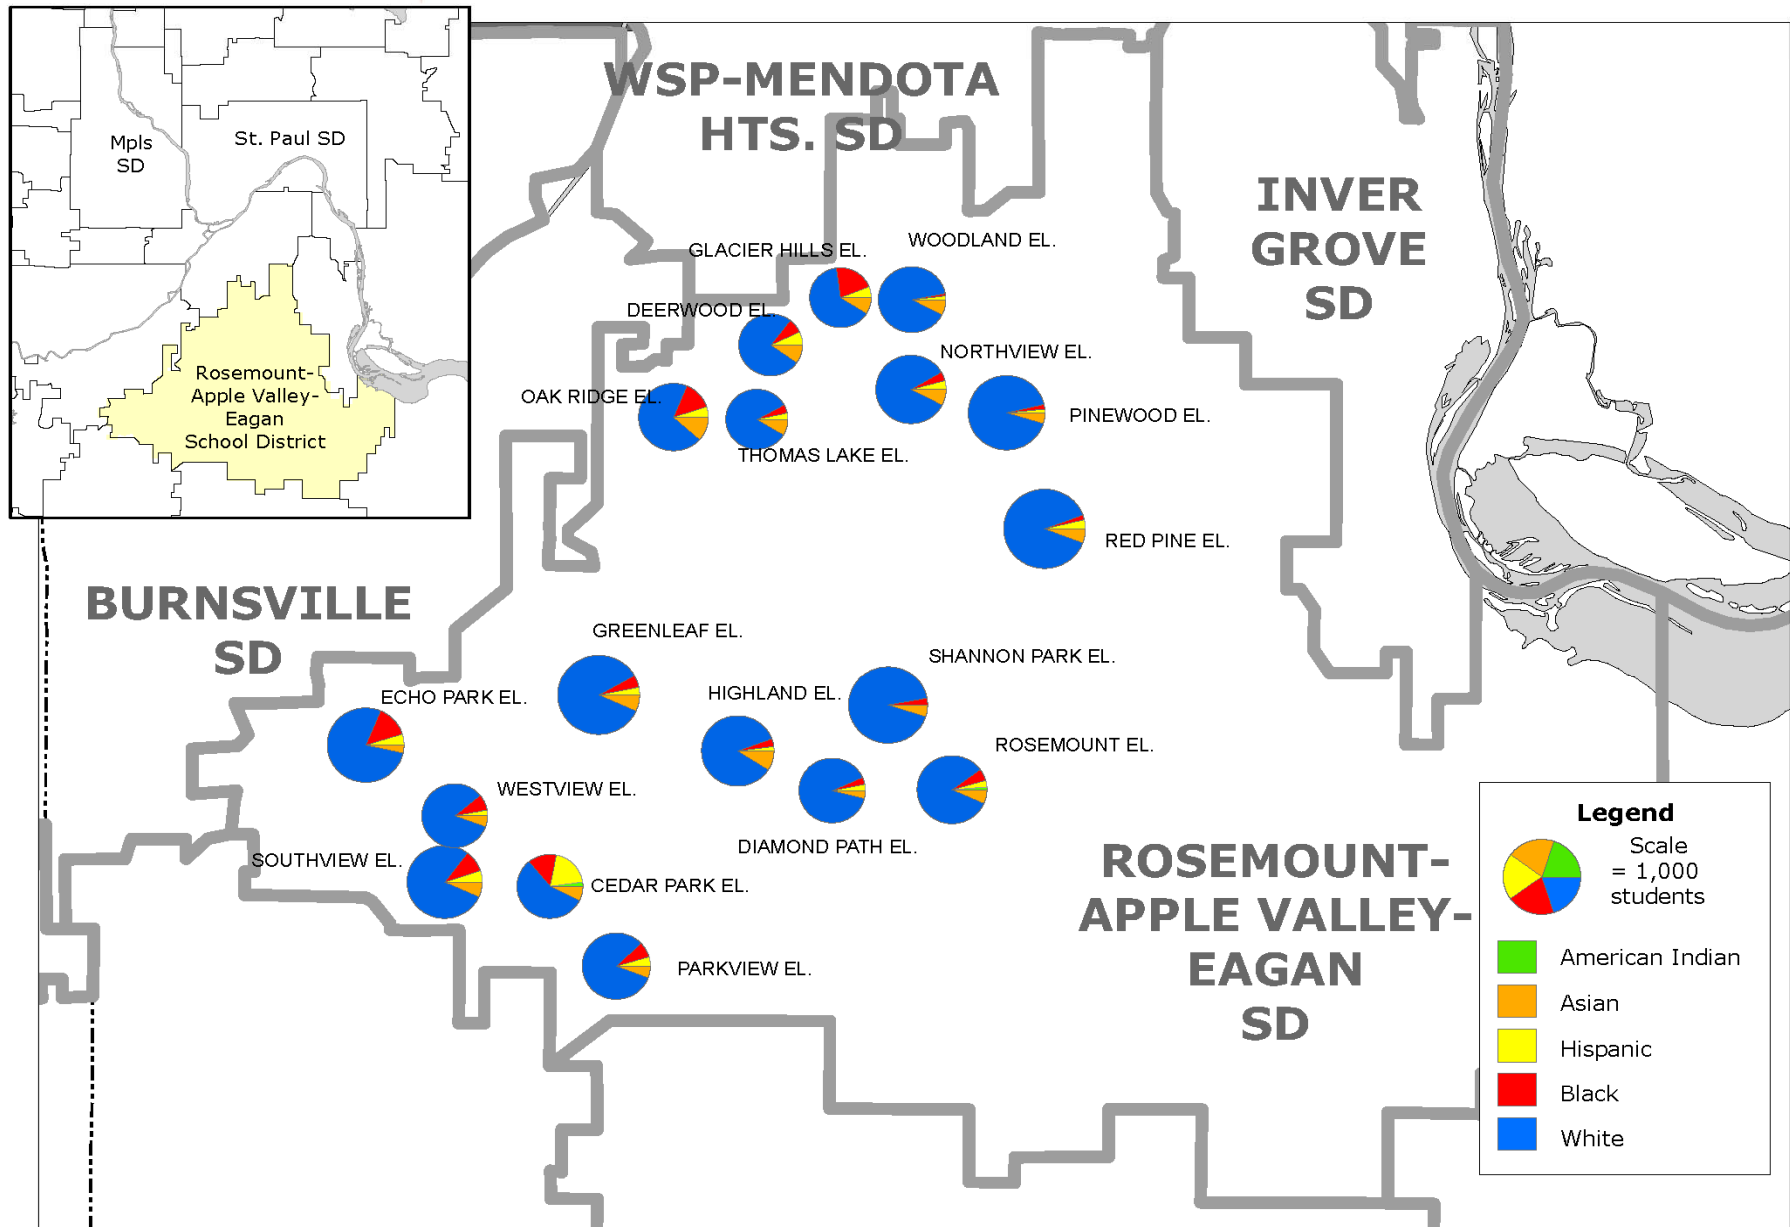 Mpls
SD
St. Paul SD
Rosemount-
Apple Valley-
Eagan
School District
WSP-MENDOTA
HTS. SD
INVER
GROVE
SD
BURNSVILLE
SD
ROSEMOUNT-
APPLE VALLEY-
EAGAN
SD
GLACIER HILLS EL.
WOODLAND EL.
DEERWOOD EL.
NORTHVIEW EL.
OAK RIDGE EL.
PINEWOOD EL.
THOMAS LAKE EL.
RED PINE EL.
GREENLEAF EL.
SHANNON PARK EL.
ECHO PARK EL.
HIGHLAND EL.
ROSEMOUNT EL.
WESTVIEW EL.
DIAMOND PATH EL.
SOUTHVIEW EL.
CEDAR PARK EL.
PARKVIEW EL.
Legend
Scale
= 1,000
students
American Indian
Asian
Hispanic
Black
White